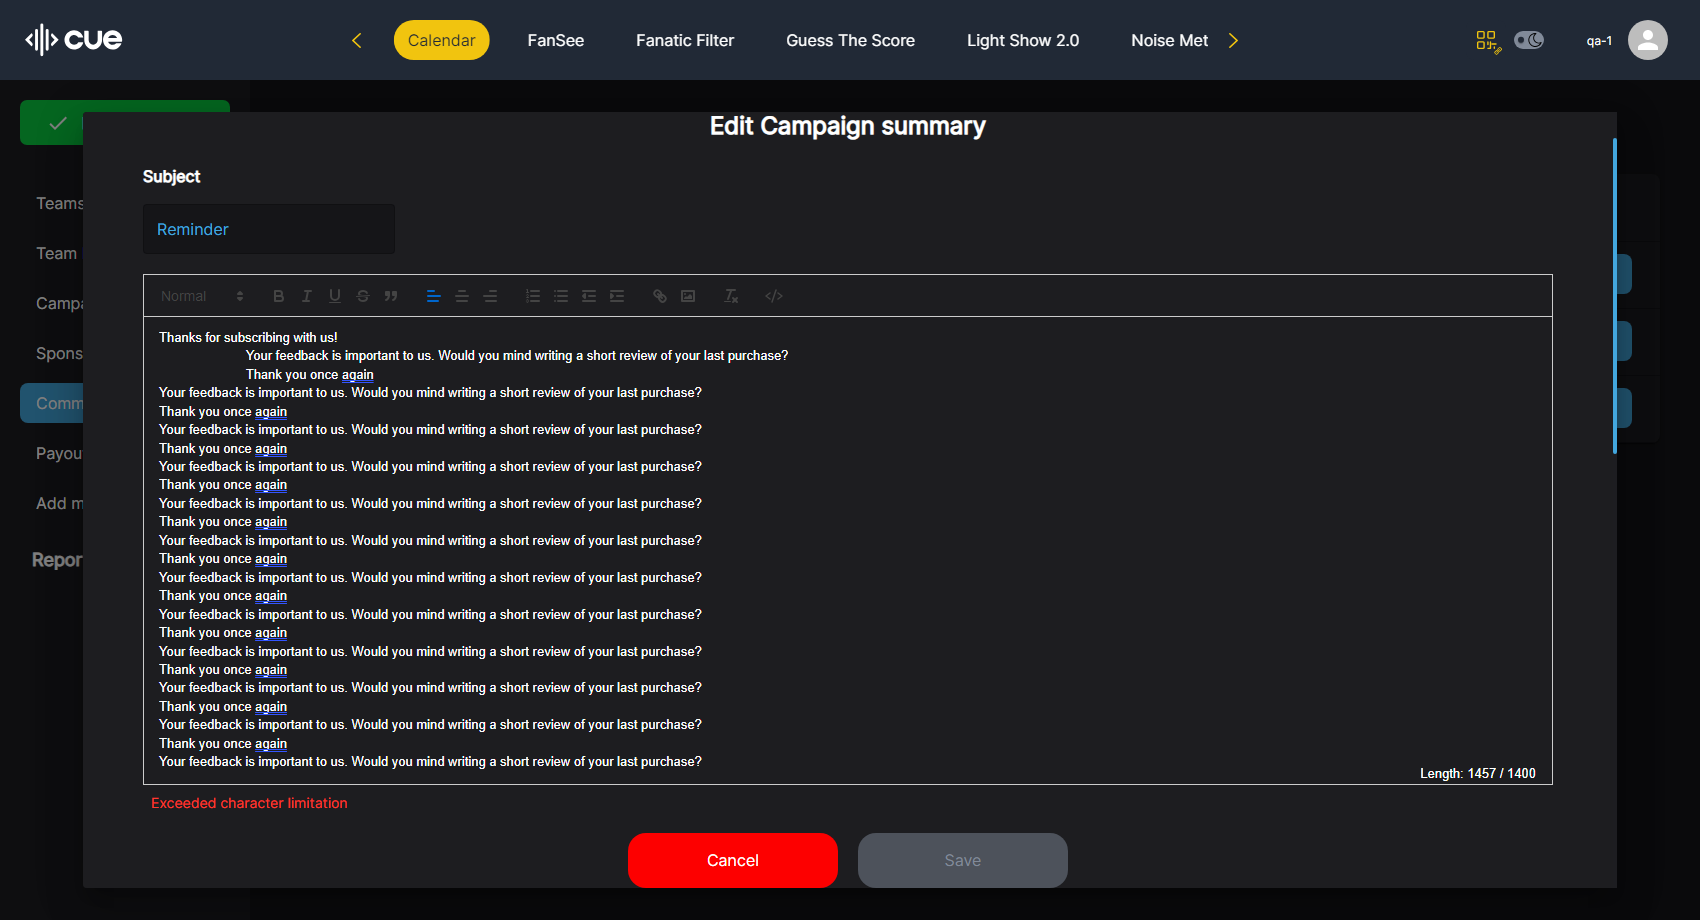 cue
Calendar
FanSee
Fanatic Filter
Guess The Score
Light Show 2.0
Noise Met
qa-1
Edit Campaign summary
Teams
Team
Campa
Spons
Comm
Payou
Add m
Repor
Subject
Reminder
Normal
Thanks for subscribing with us!
Your feedback is important to us. Would you mind writing a short review of your last purchase?
Thank you once again
Your feedback is important to us. Would you mind writing a short review of your last purchase?
Thank you once again
Your feedback is important to us. Would you mind writing a short review of your last purchase?
Thank you once again
Your feedback is important to us. Would you mind writing a short review of your last purchase?
Thank you once again
Your feedback is important to us. Would you mind writing a short review of your last purchase?
Thank you once again
Your feedback is important to us. Would you mind writing a short review of your last purchase?
Thank you once again
Your feedback is important to us. Would you mind writing a short review of your last purchase?
Thank you once again
Your feedback is important to us. Would you mind writing a short review of your last purchase?
Thank you once again
Your feedback is important to us. Would you mind writing a short review of your last purchase?
Thank you once again
Your feedback is important to us. Would you mind writing a short review of your last purchase?
Thank you once again
Your feedback is important to us. Would you mind writing a short review of your last purchase?
Thank you once again
Your feedback is important to us. Would you mind writing a short review of your last purchase?
Length: 1457 / 1400
Exceeded character limitation
Cancel
Save